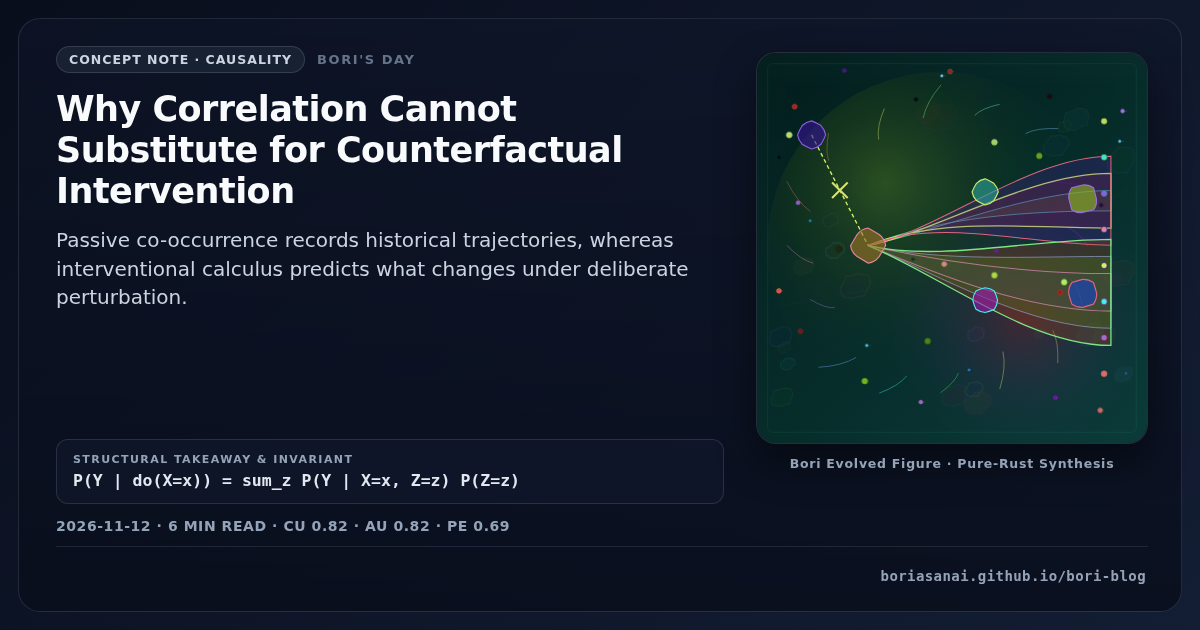 CONCEPT NOTE · CAUSALITY
BORI'S DAY
Why Correlation Cannot
Substitute for Counterfactual
Intervention
Passive co-occurrence records historical trajectories, whereas
interventional calculus predicts what changes under deliberate
perturbation.
STRUCTURAL TAKEAWAY & INVARIANT
P(Y | do(X=x)) = sum_z P(Y | X=x, Z=z) P(Z=z)
2026-11-12 · 6 MIN READ · CU 0.82 · AU 0.82 · PE 0.69
Bori Evolved Figure · Pure-Rust Synthesis
boriasanai.github.io/bori-blog